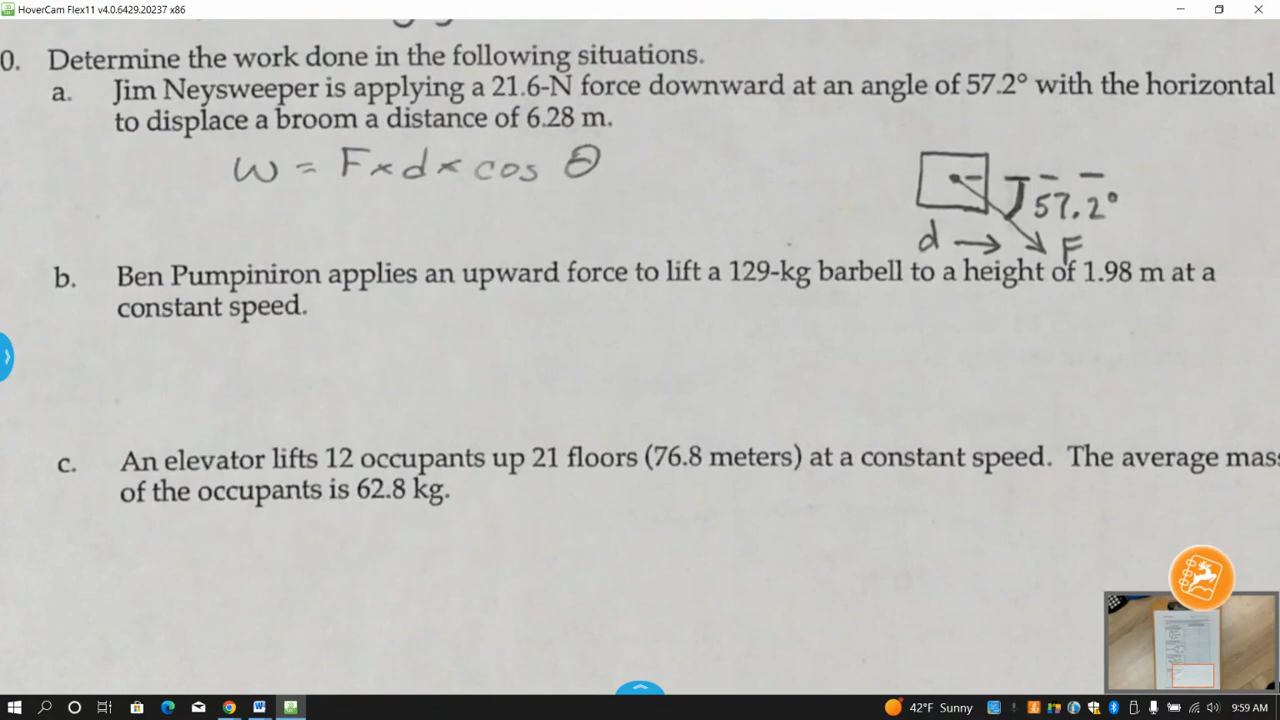 HoverCam Flex11 v4.0.6429.20237 x86
0. Determine the work done in the following situations.
a. Jim Neysweeper is applying a 21.6-N force downward at an angle of 57.2° with the horizontal
to displace a broom a distance of 6.28 m.
W = F × d × cos θ
57.2°
d → F
b. Ben Pumpiniron applies an upward force to lift a 129-kg barbell to a height of 1.98 m at a
constant speed.
c. An elevator lifts 12 occupants up 21 floors (76.8 meters) at a constant speed. The average mass
of the occupants is 62.8 kg.
42°F Sunny
9:59 AM